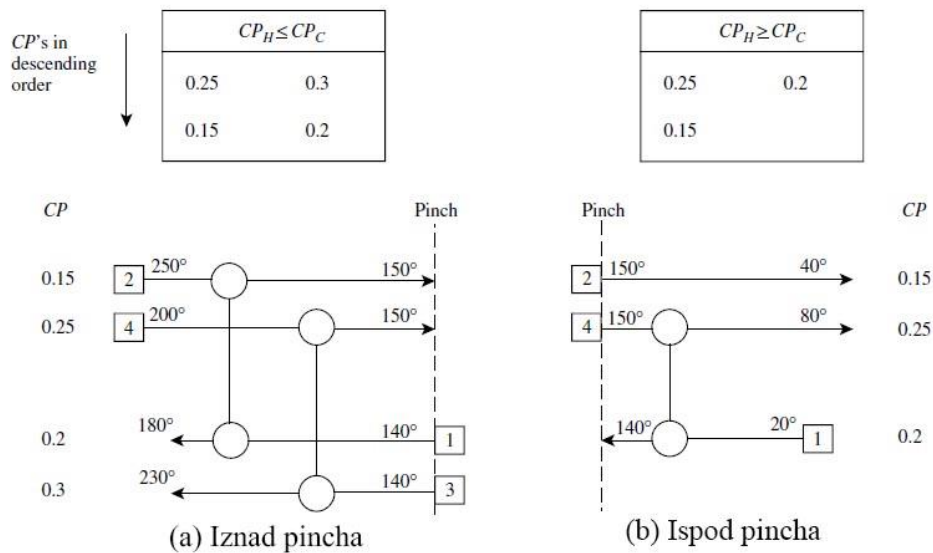 CP's in
descending
order
CP_H ≤ CP_C
0.25 0.3
0.15 0.2
CP_H ≥ CP_C
0.25 0.2
0.15
CP Pinch
0.15 2 250° 150°
0.25 4 200° 150°
0.2 180° 140° 1
0.3 230° 140° 3
(a) Iznad pincha
Pinch CP
2 150° 40° 0.15
4 150° 80° 0.25
140° 20° 1 0.2
(b) Ispod pincha